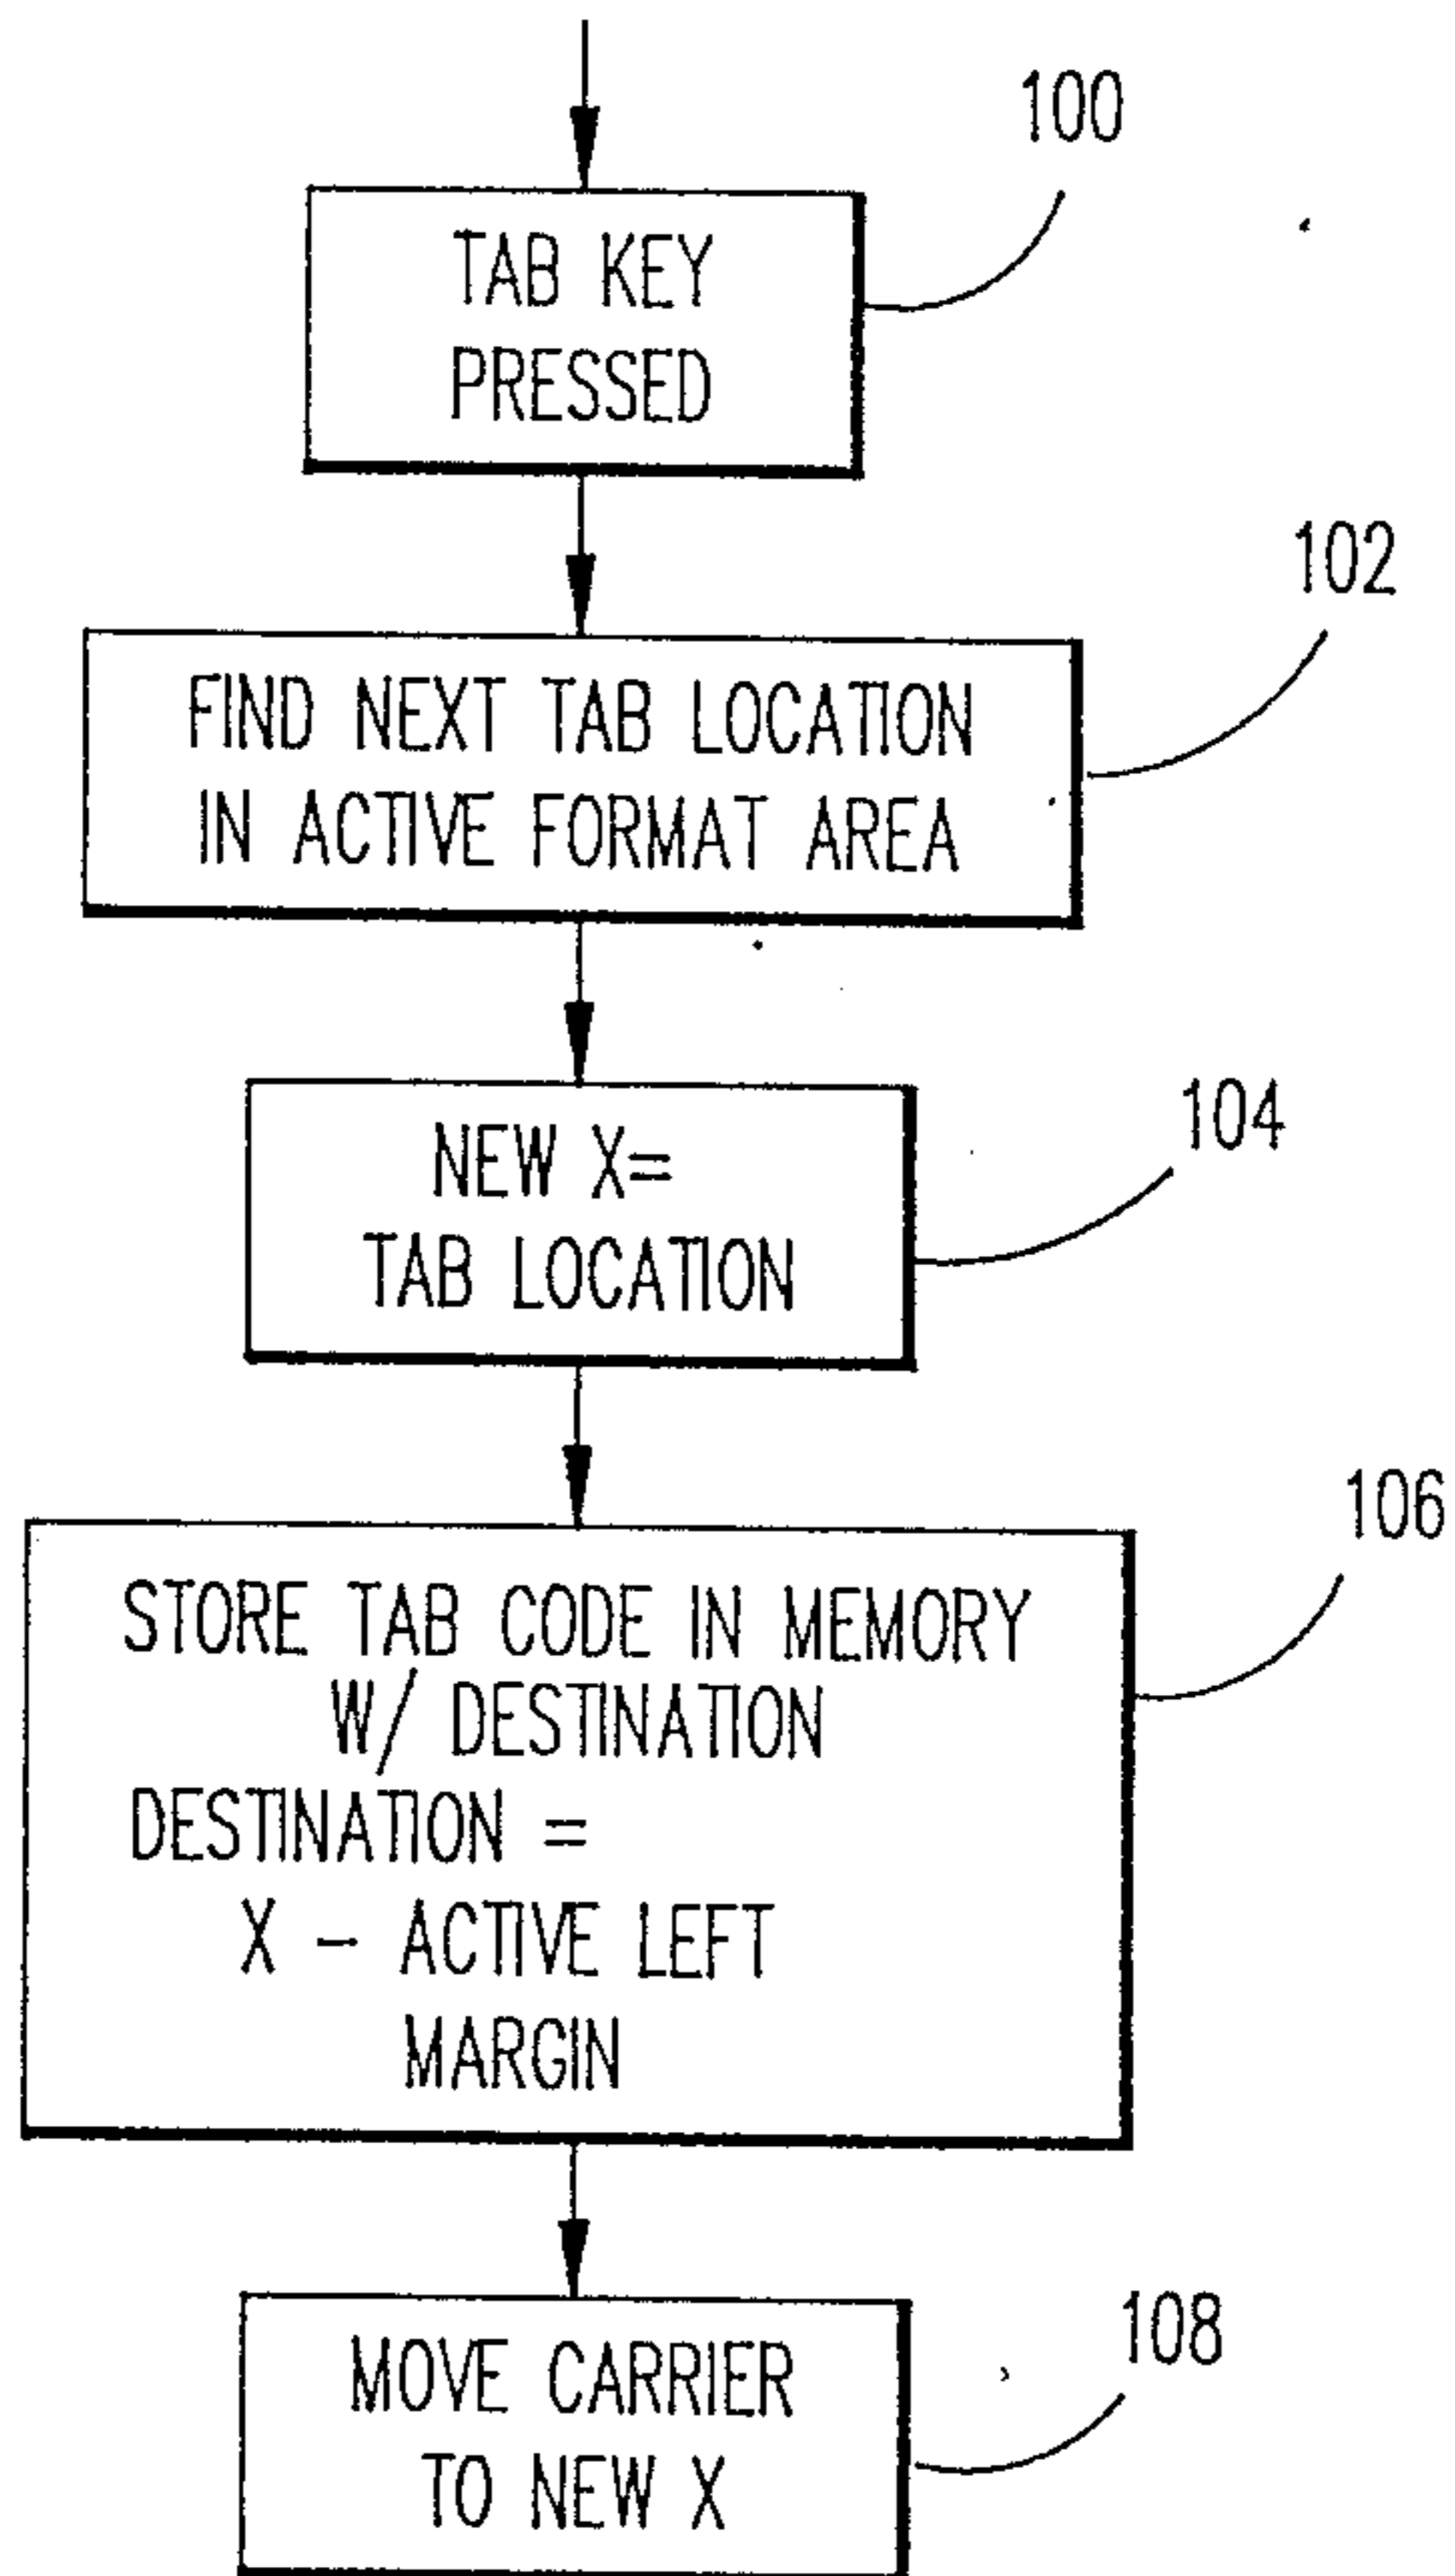 100
TAB KEY
PRESSED
102
FIND NEXT TAB LOCATION
IN ACTIVE FORMAT AREA
104
NEW X=
TAB LOCATION
106
STORE TAB CODE IN MEMORY
W/ DESTINATION
DESTINATION =
X - ACTIVE LEFT
MARGIN
108
MOVE CARRIER
TO NEW X